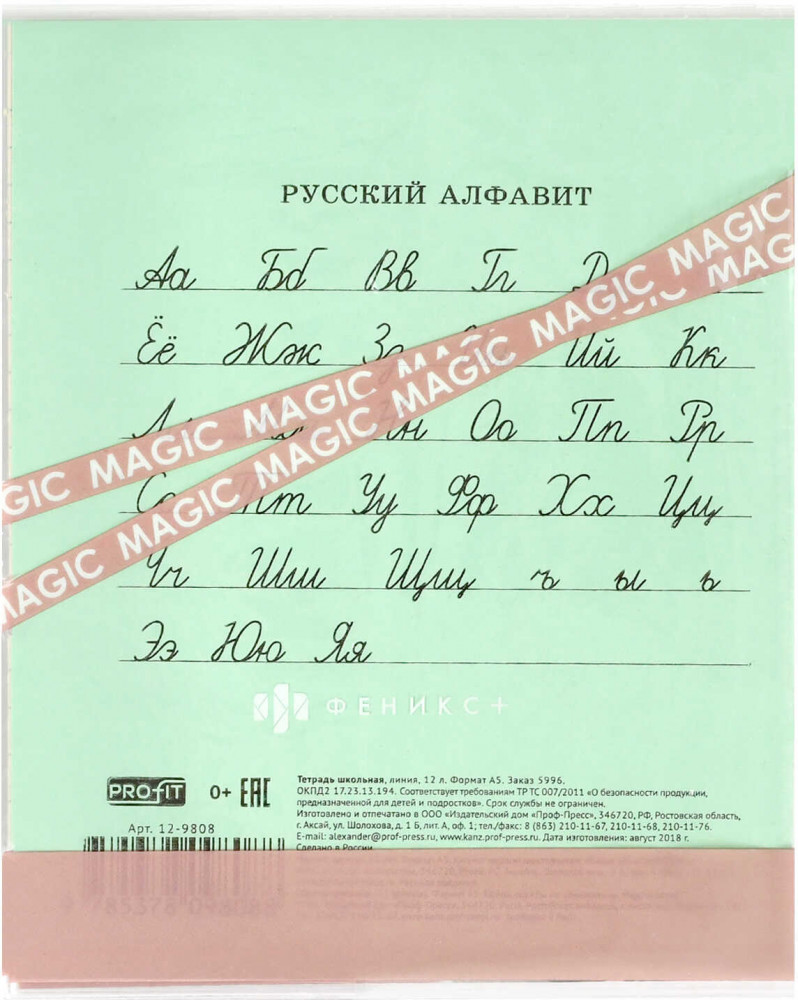 РУССКИЙ АЛФАВИТ
Аа Бб Вв Гг
Ёё Жж Зз Ий Кк
Оо Пп Рр
Уу Фф Хх Цц
Чч Шш Щщ ъ ы ь
Ээ Юю Яя
MAGIC MAGIC MAGIC MAGIC
MAGIC MAGIC MAGIC MAGIC MAGIC
ФЕНИКС+
PROFIT 0+ EAC
Арт. 12-9808
Тетрадь школьная, линия, 12 л. Формат А5. Заказ 5996.
ОКПД2 17.23.13.194. Соответствует требованиям ТР ТС 007/2011 «О безопасности продукции,
предназначенной для детей и подростков». Срок службы не ограничен.
Изготовлено и отпечатано в ООО «Издательский дом «Проф-Пресс», 346720, РФ, Ростовская область,
г. Аксай, ул. Шолохова, д. 1 Б, лит. А, оф. 1; тел./факс: 8 (863) 210-11-67, 210-11-68, 210-11-76.
E-mail: alexander@prof-press.ru, www.kanz.prof-press.ru. Дата изготовления: август 2018 г.
Сделано в России